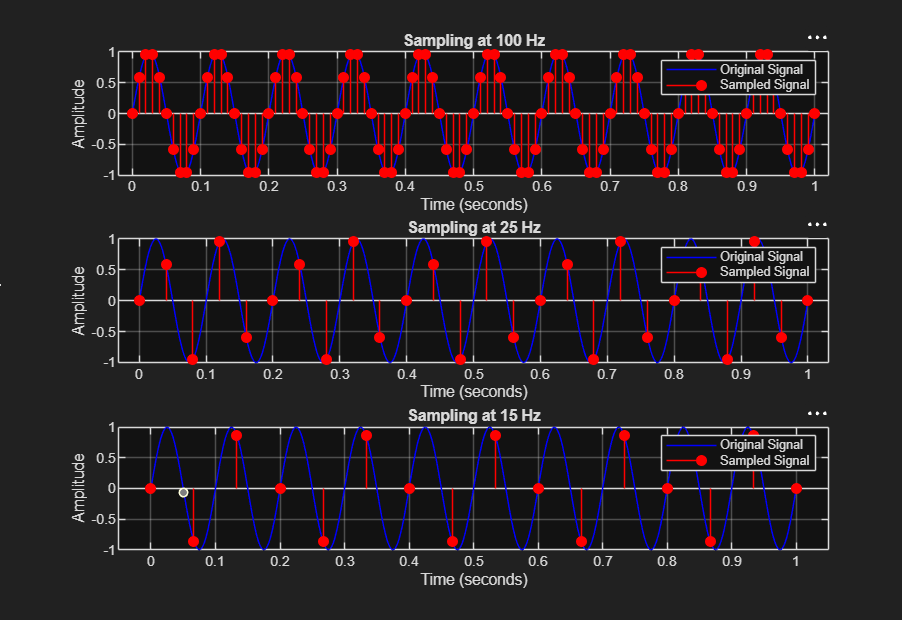 Sampling at 100 Hz
Original Signal
Sampled Signal
1
0.5
0
-0.5
-1
Amplitude
0 0.1 0.2 0.3 0.4 0.5 0.6 0.7 0.8 0.9 1
Time (seconds)
Sampling at 25 Hz
Original Signal
Sampled Signal
1
0.5
0
-0.5
-1
Amplitude
0 0.1 0.2 0.3 0.4 0.5 0.6 0.7 0.8 0.9 1
Time (seconds)
Sampling at 15 Hz
Original Signal
Sampled Signal
1
0.5
0
-0.5
-1
Amplitude
0 0.1 0.2 0.3 0.4 0.5 0.6 0.7 0.8 0.9 1
Time (seconds)